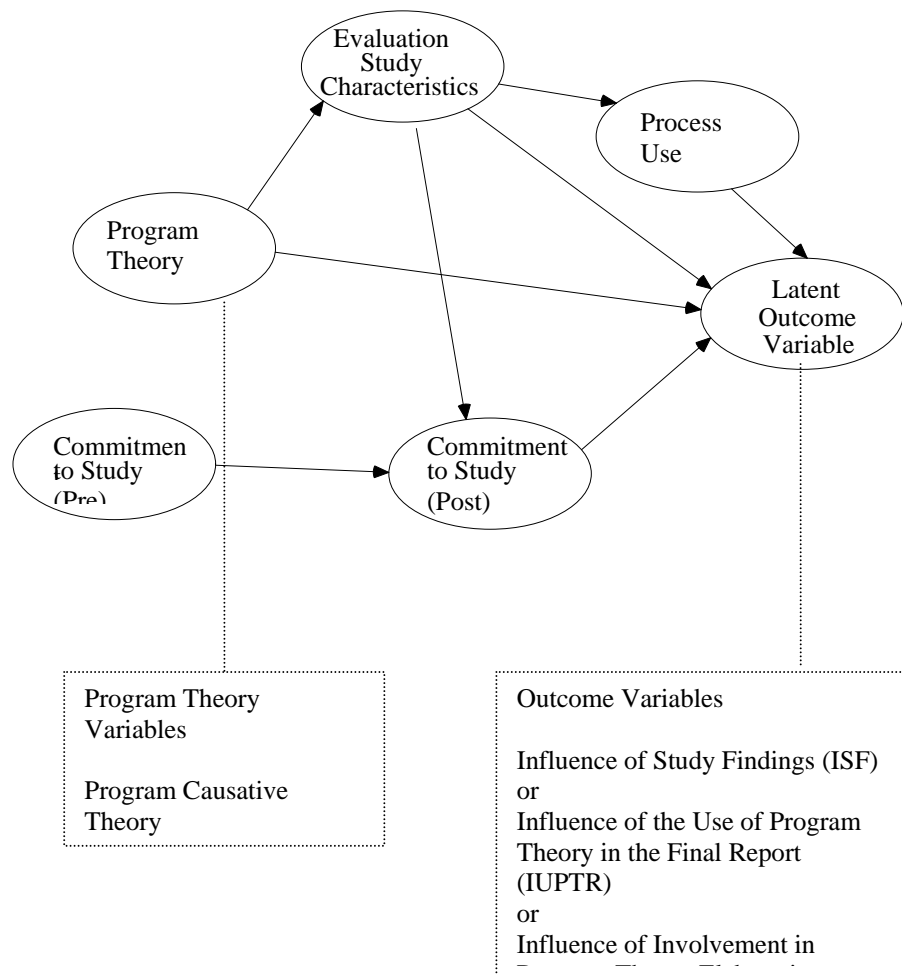 Evaluation
Study
Characteristics
Process
Use
Program
Theory
Latent
Outcome
Variable
Commitmen
to Study
(Pre)
Commitment
to Study
(Post)
Program Theory
Variables
Program Causative
Theory
Outcome Variables
Influence of Study Findings (ISF)
or
Influence of the Use of Program
Theory in the Final Report
(IUPTR)
or
Influence of Involvement in